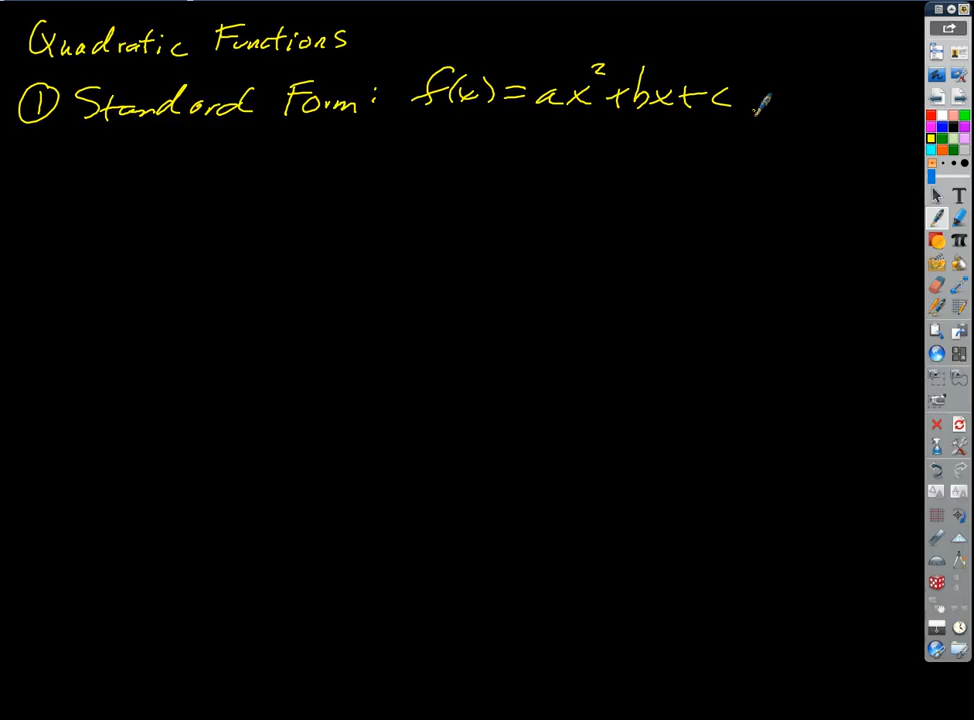 Quadratic Functions
① Standard Form: f(x) = ax² + bx + c